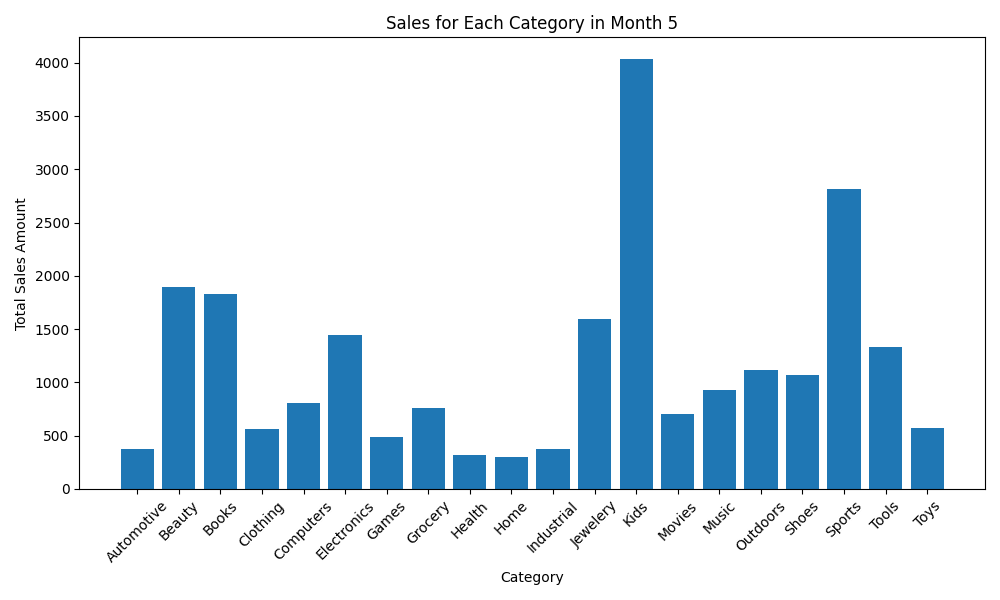 Sales for Each Category in Month 5
Total Sales Amount
4000
3500
3000
2500
2000
1500
1000
500
0
Automotive
Beauty
Books
Clothing
Computers
Electronics
Games
Grocery
Health
Home
Industrial
Jewelery
Kids
Movies
Music
Outdoors
Shoes
Sports
Tools
Toys
Category